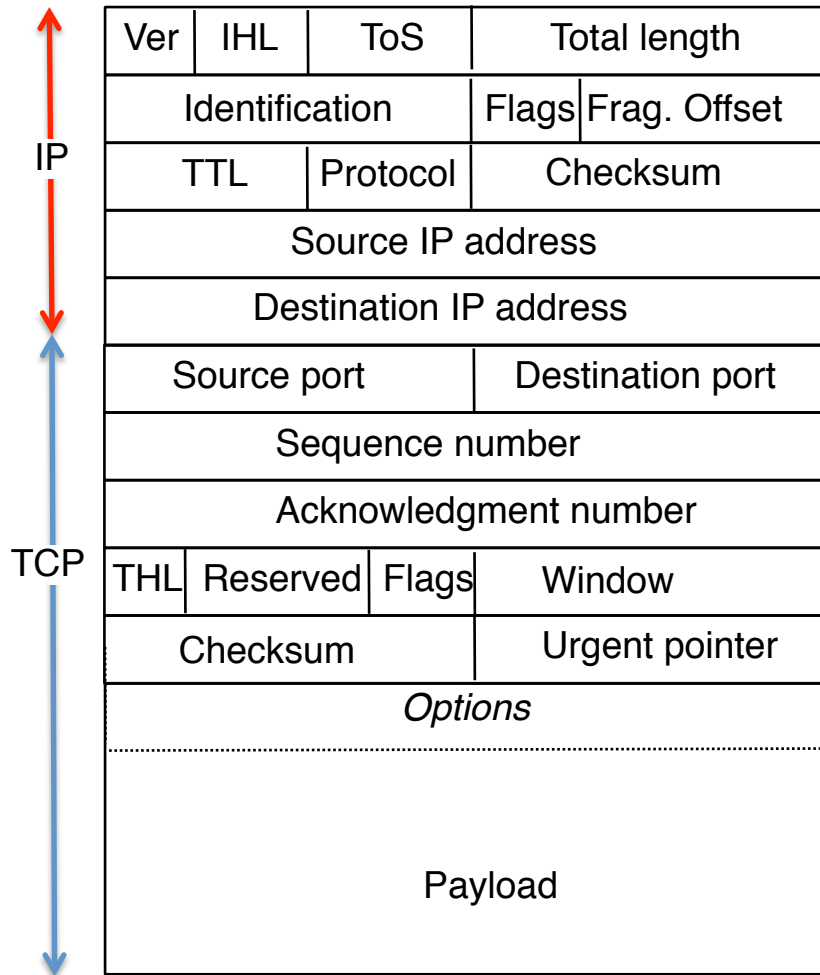 Ver IHL ToS Total length
Identification Flags Frag. Offset
IP
TTL Protocol Checksum
Source IP address
Destination IP address
Source port Destination port
Sequence number
Acknowledgment number
TCP
THL Reserved Flags Window
Checksum Urgent pointer
Options
Payload